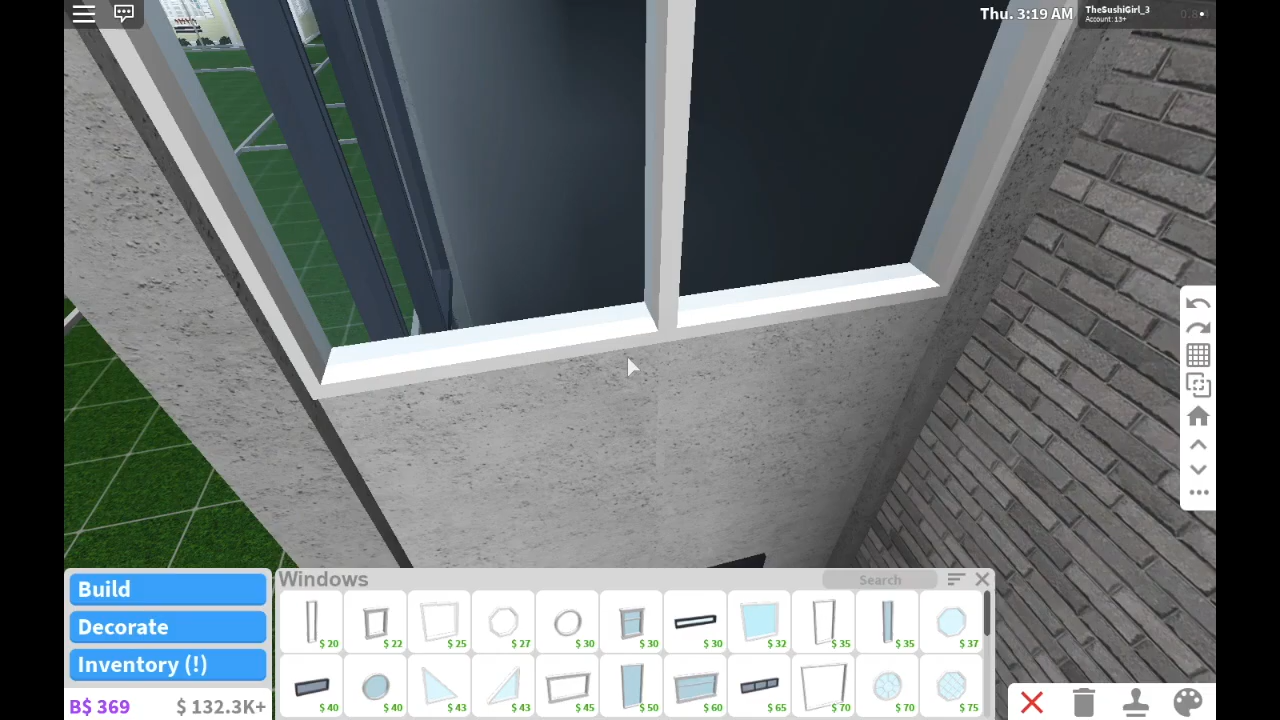 Thu. 3:19 AM
TheSushiGirl_3
Account: 13+
Build
Decorate
Inventory (!)
B$ 369
$ 132.3K+
Windows
Search
$ 20
$ 22
$ 25
$ 27
$ 30
$ 30
$ 30
$ 32
$ 35
$ 35
$ 37
$ 40
$ 40
$ 43
$ 43
$ 45
$ 50
$ 60
$ 65
$ 70
$ 70
$ 75